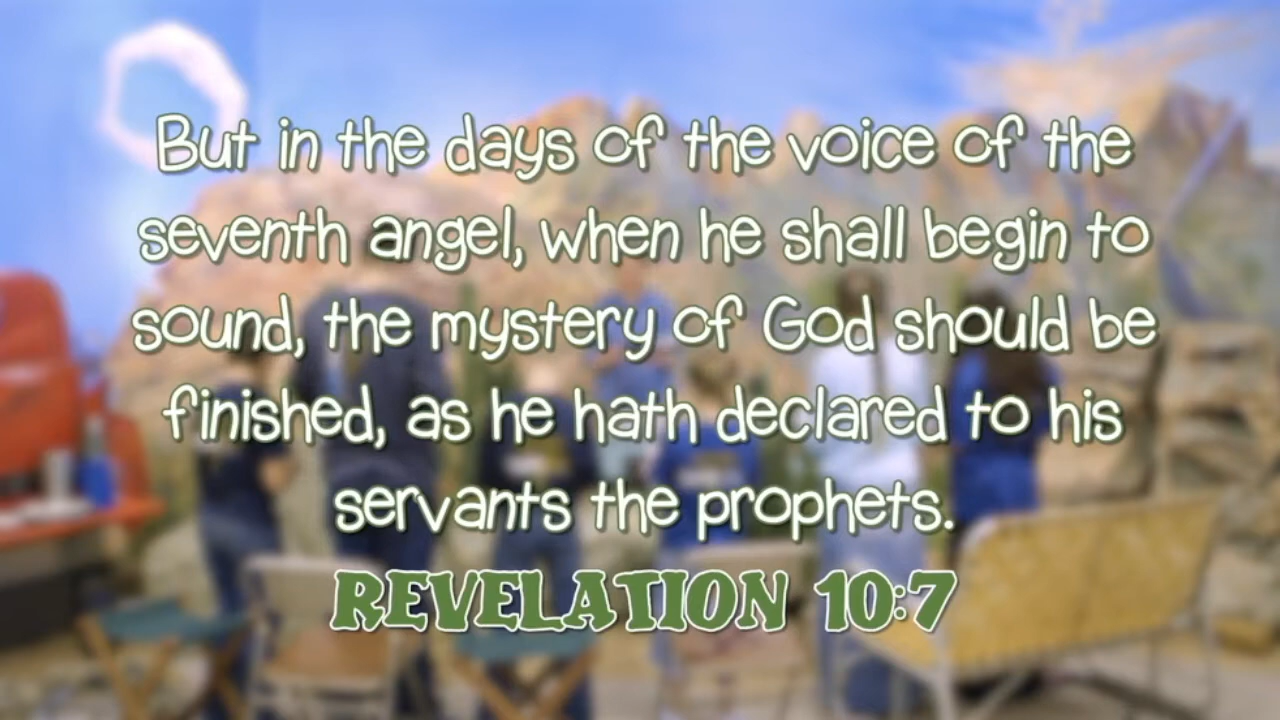 But in the days of the voice of the
seventh angel, when he shall begin to
sound, the mystery of God should be
finished, as he hath declared to his
servants the prophets.
REVELATION 10:7